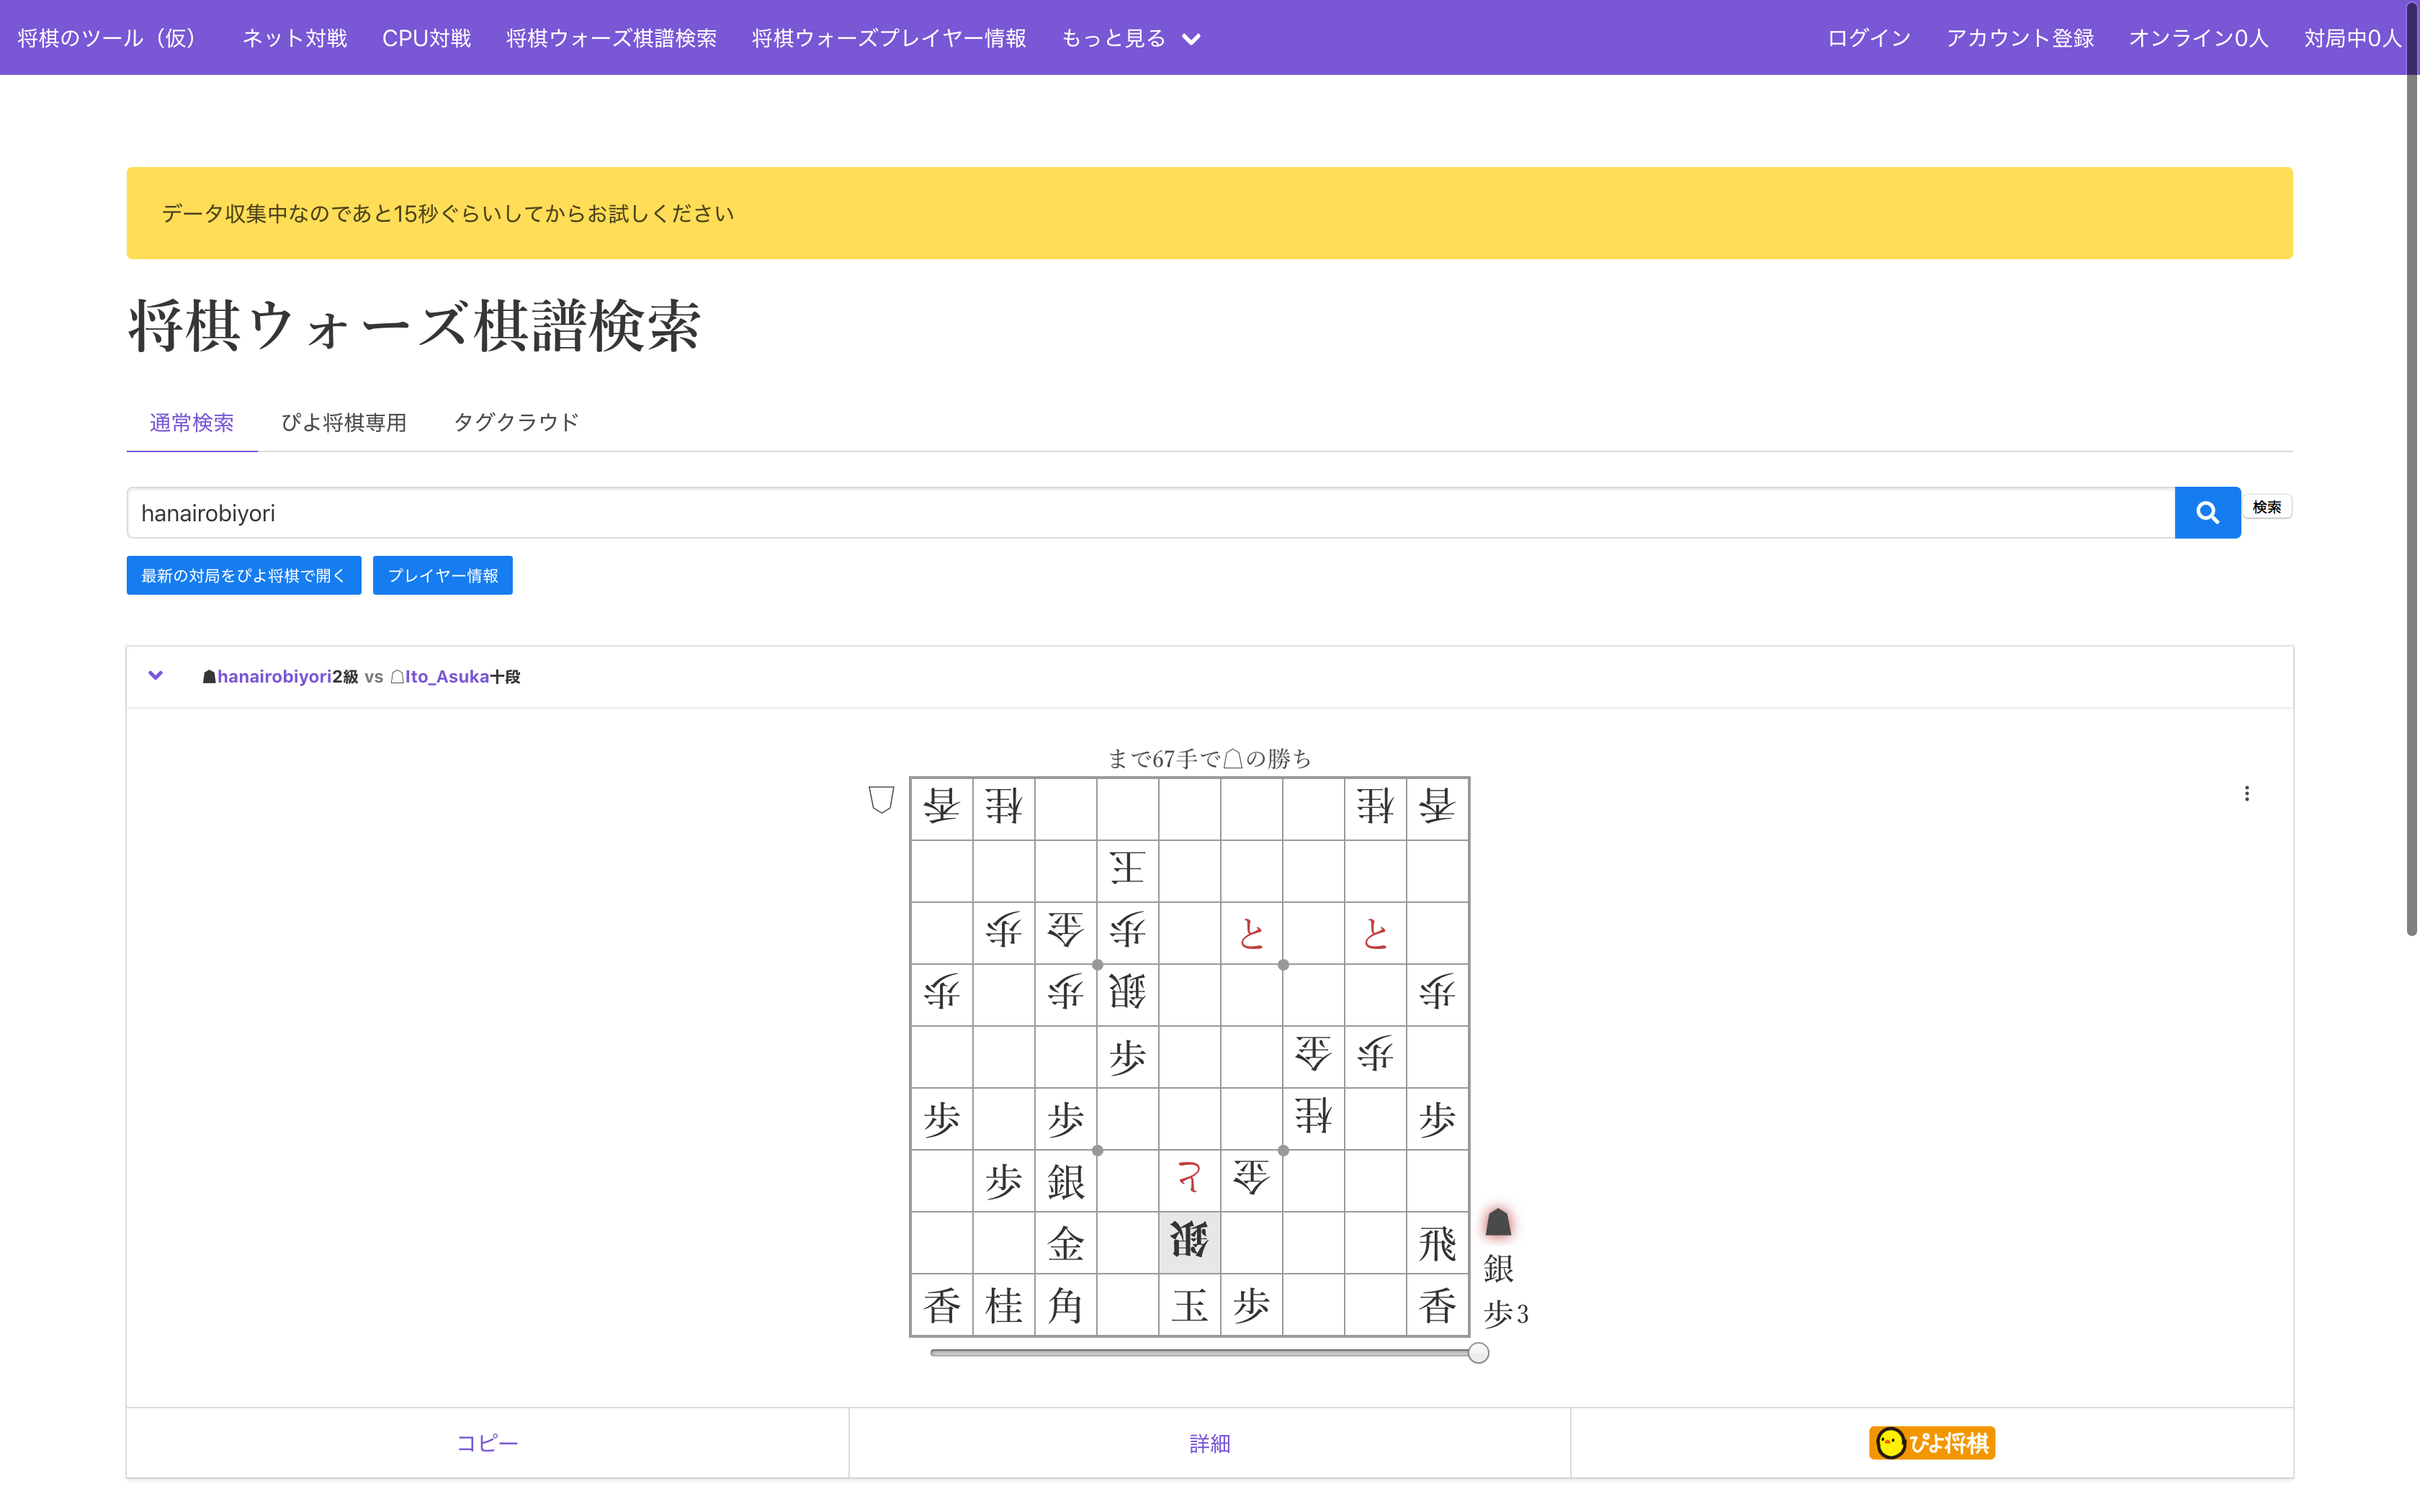 将棋のツール（仮） ネット対戦 CPU対戦 将棋ウォーズ棋譜検索 将棋ウォーズプレイヤー情報 もっと見る ログイン アカウント登録 オンライン0人 対局中0人
データ収集中なのであと15秒ぐらいしてからお試しください
将棋ウォーズ棋譜検索
通常検索 ぴよ将棋専用 タグクラウド
hanairobiyori 検索
最新の対局をぴよ将棋で開く プレイヤー情報
☗hanairobiyori2級 vs ☖Ito_Asuka十段
まで67手で☖の勝ち
香 桂 桂 香
王
歩 金 歩 と と
歩 歩 銀 歩
歩 金 歩
歩 歩 桂 歩
歩 銀 と 金
金 銀 飛
香 桂 角 玉 歩 香
銀
歩3
コピー 詳細 ぴよ将棋